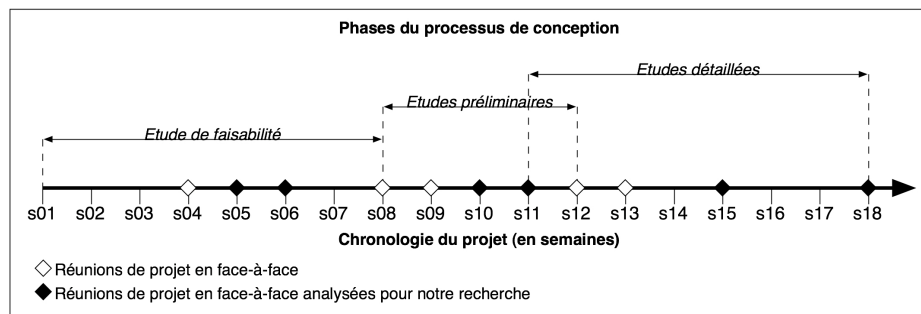 Phases du processus de conception
Etudes détaillées
Etudes préliminaires
Etude de faisabilité
s01 s02 s03 s04 s05 s06 s07 s08 s09 s10 s11 s12 s13 s14 s15 s16 s17 s18
Chronologie du projet (en semaines)
Réunions de projet en face-à-face
Réunions de projet en face-à-face analysées pour notre recherche